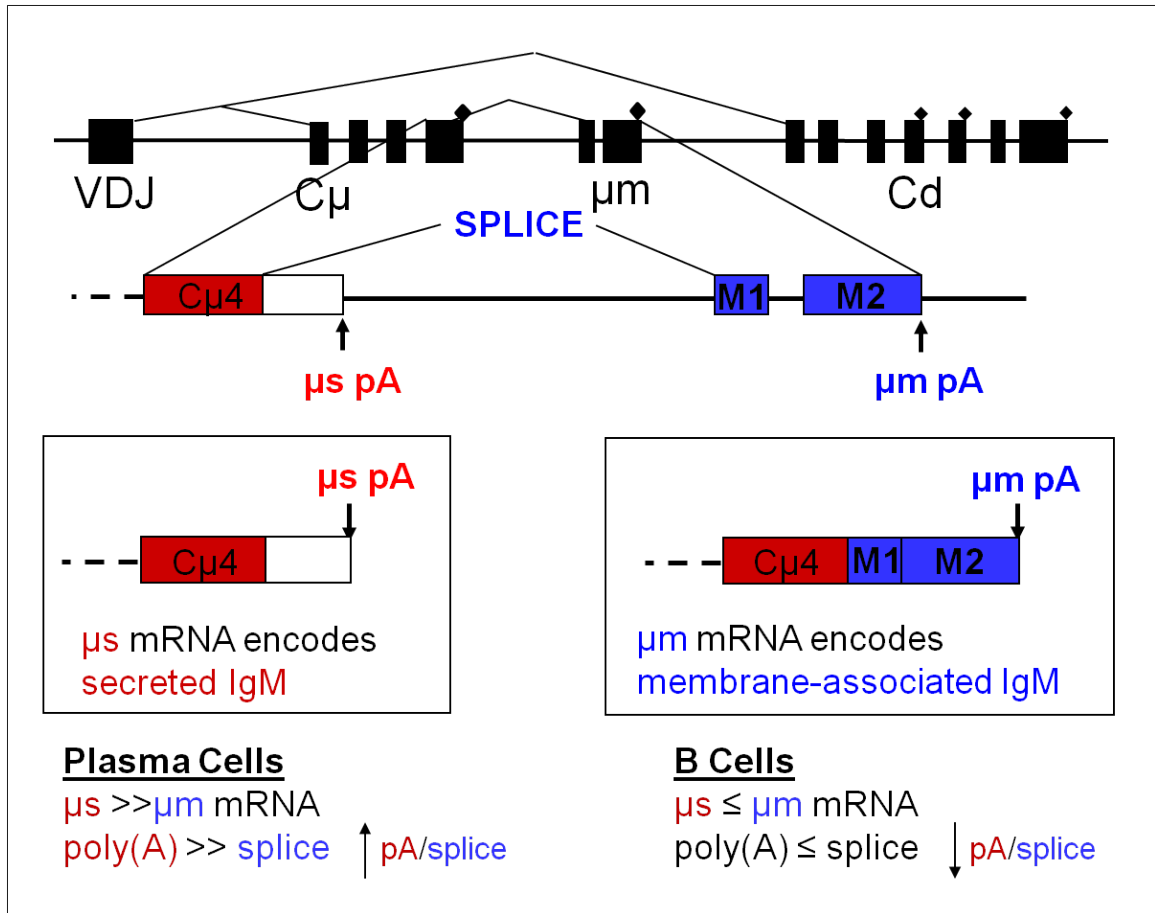 VDJ
Cμ
μm
Cd
SPLICE
Cμ4
M1
M2
μs pA
μm pA
μs pA
Cμ4
μs mRNA encodes
secreted IgM
μm pA
Cμ4 M1 M2
μm mRNA encodes
membrane-associated IgM
Plasma Cells
μs >>μm mRNA
poly(A) >> splice
pA/splice
B Cells
μs ≤ μm mRNA
poly(A) ≤ splice
pA/splice